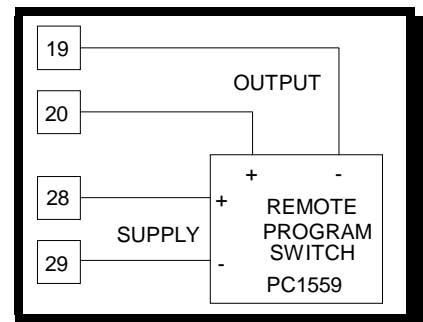 19
OUTPUT
20
+ -
28
+
REMOTE
PROGRAM
SUPPLY
SWITCH
29
-
PC1559